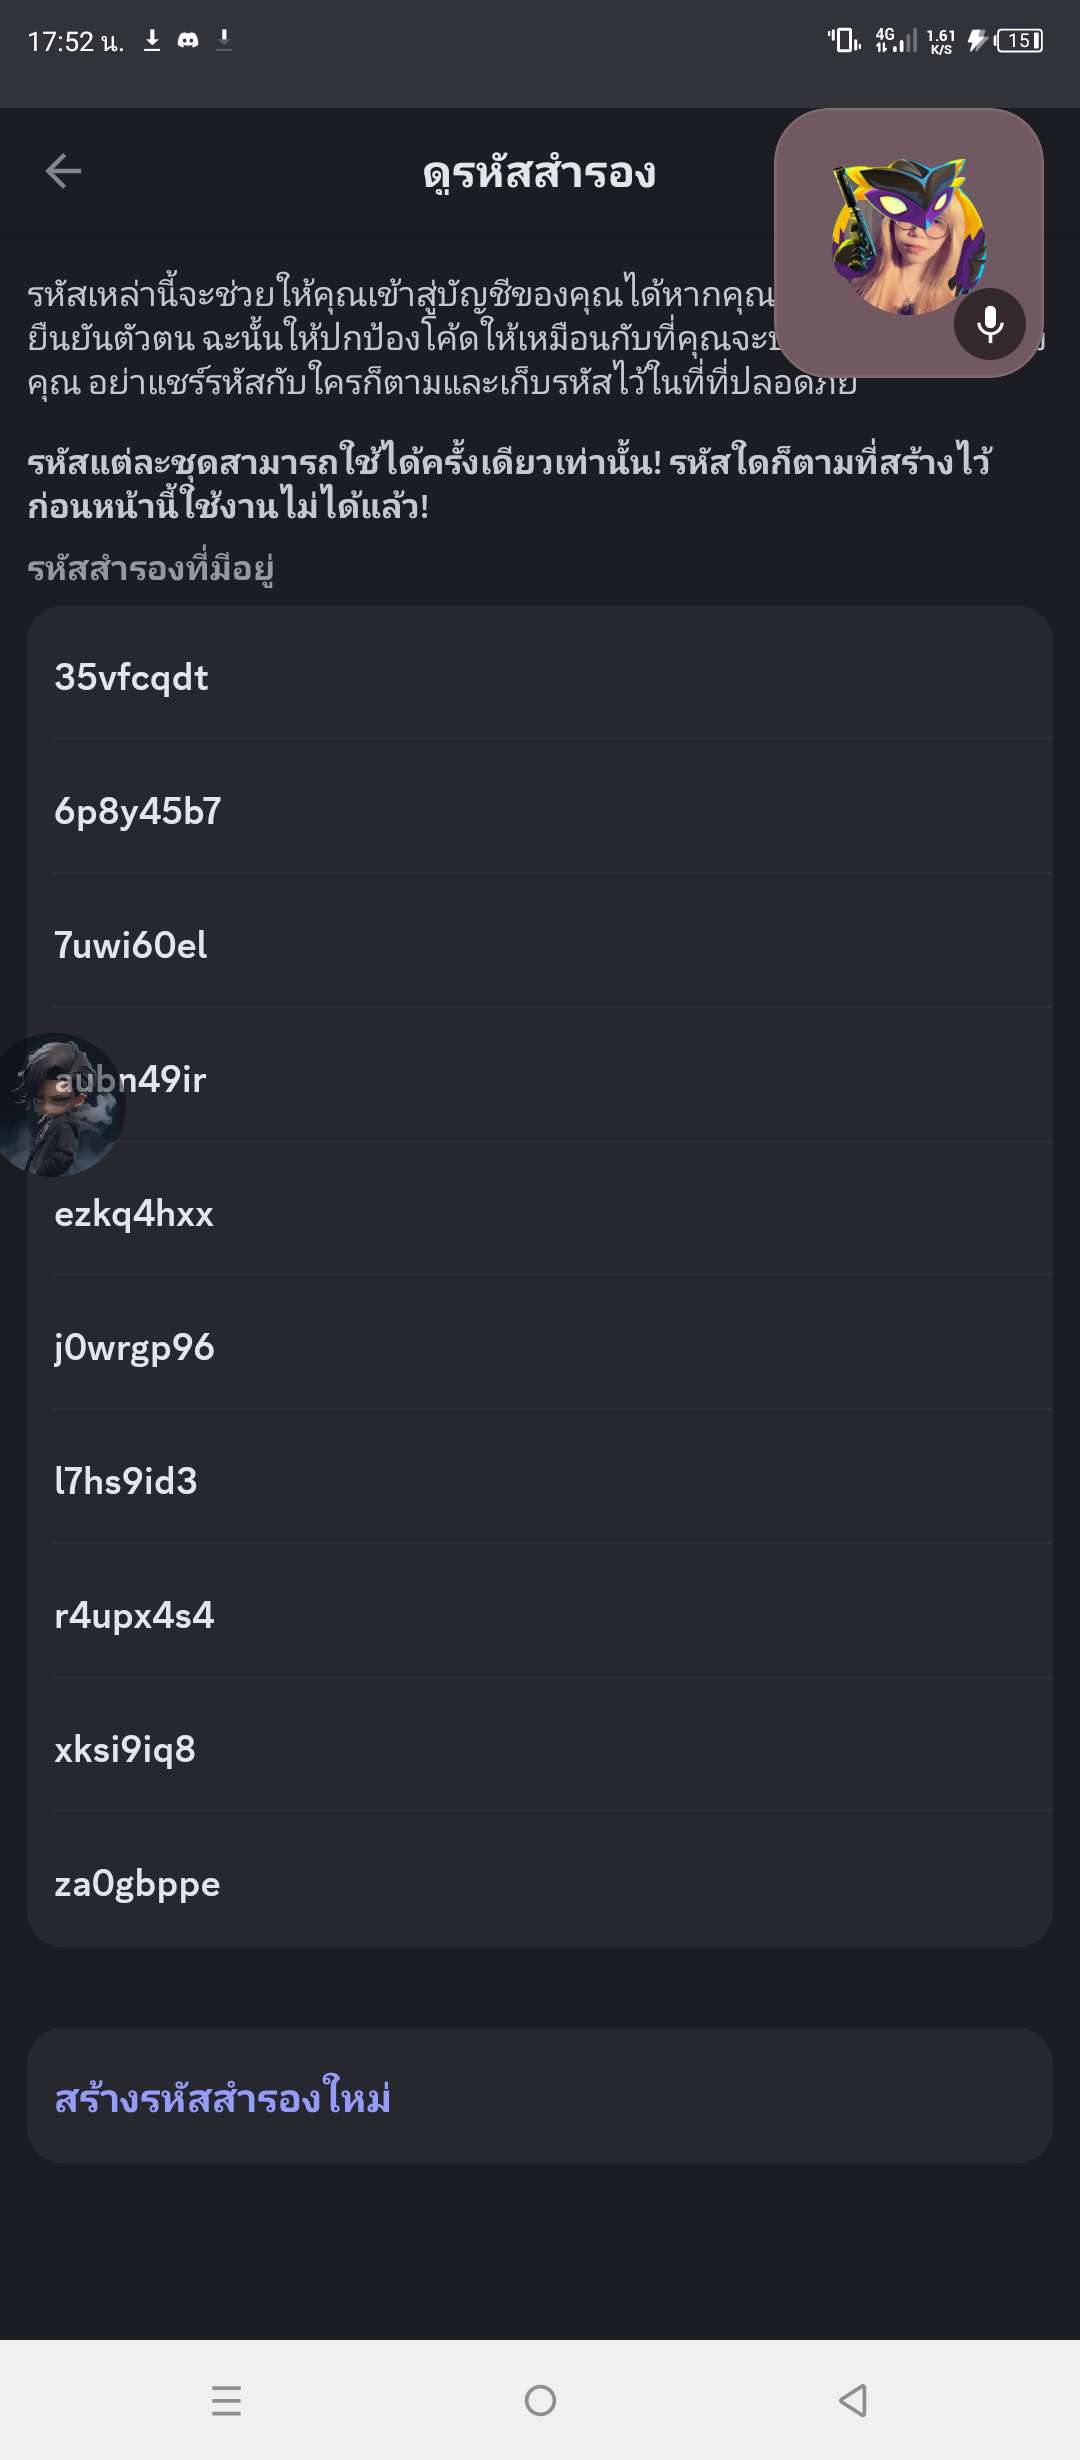 17:52 น.
4G
1.61
K/S
15
ดูรหัสสำรอง
รหัสเหล่านี้จะช่วยให้คุณเข้าสู่บัญชีของคุณได้หากคุณ
ยืนยันตัวตน ฉะนั้นให้ปกป้องโค้ดให้เหมือนกับที่คุณจะ
คุณ อย่าแชร์รหัสกับใครก็ตามและเก็บรหัสไว้ในที่ที่ปลอดภัย
รหัสแต่ละชุดสามารถใช้ได้ครั้งเดียวเท่านั้น! รหัสใดก็ตามที่สร้างไว้
ก่อนหน้านี้ใช้งานไม่ได้แล้ว!
รหัสสำรองที่มีอยู่
35vfcqdt
6p8y45b7
7uwi60el
aubn49ir
ezkq4hxx
j0wrgp96
l7hs9id3
r4upx4s4
xksi9iq8
za0gbppe
สร้างรหัสสำรองใหม่